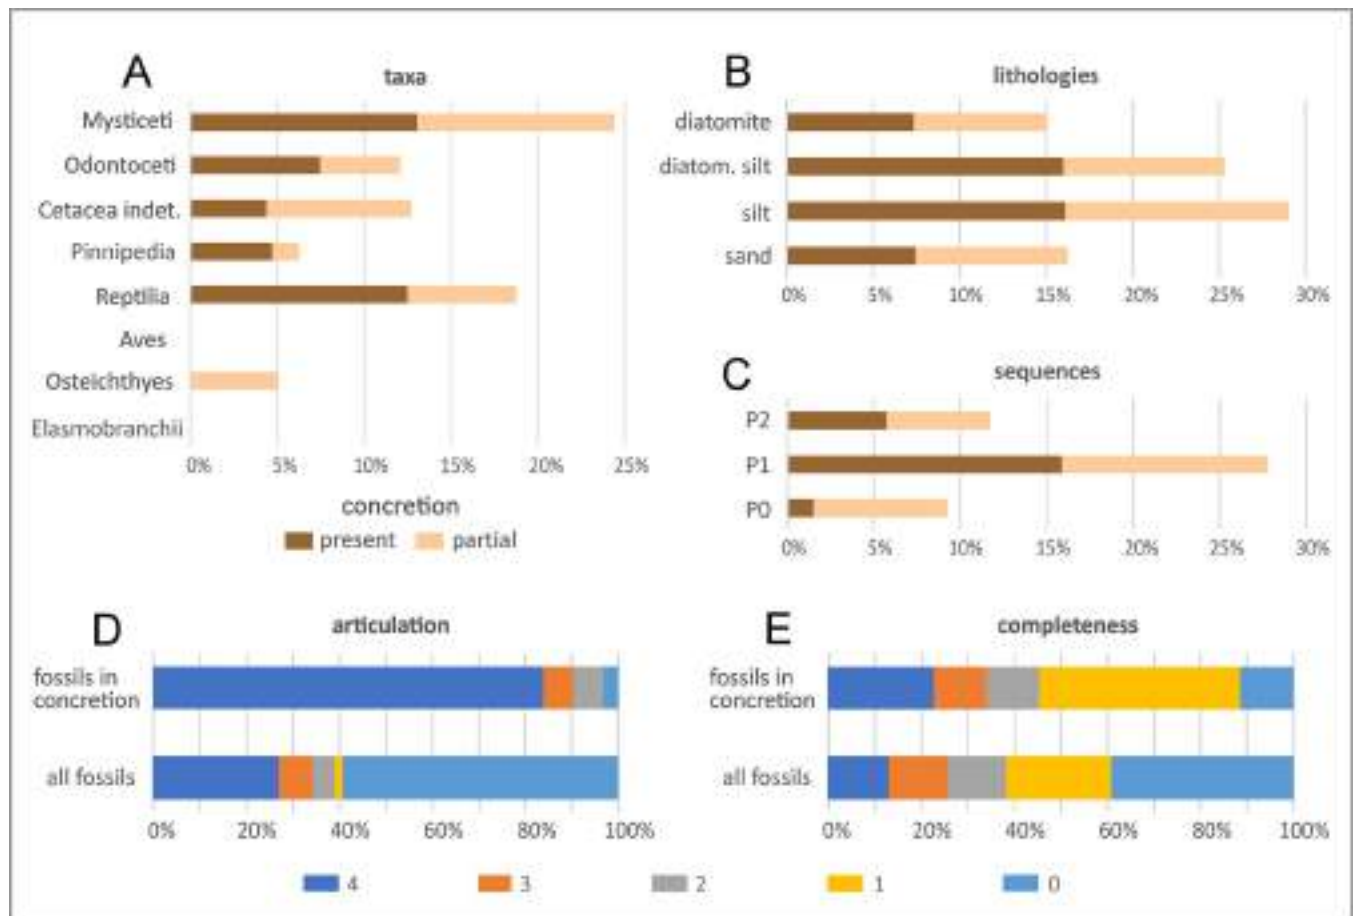 A
taxa
Mysticeti
Odontoceti
Cetacea indet.
Pinnipedia
Reptilia
Aves
Osteichthyes
Elasmobranchii
0% 5% 10% 15% 20% 25%
concretion
present partial
B
lithologies
diatomite
diatom. silt
silt
sand
0% 5% 10% 15% 20% 25% 30%
C
sequences
P2
P1
P0
0% 5% 10% 15% 20% 25% 30%
D
articulation
fossils in
concretion
all fossils
0% 20% 40% 60% 80% 100%
E
completeness
fossils in
concretion
all fossils
0% 20% 40% 60% 80% 100%
4 3 2 1 0